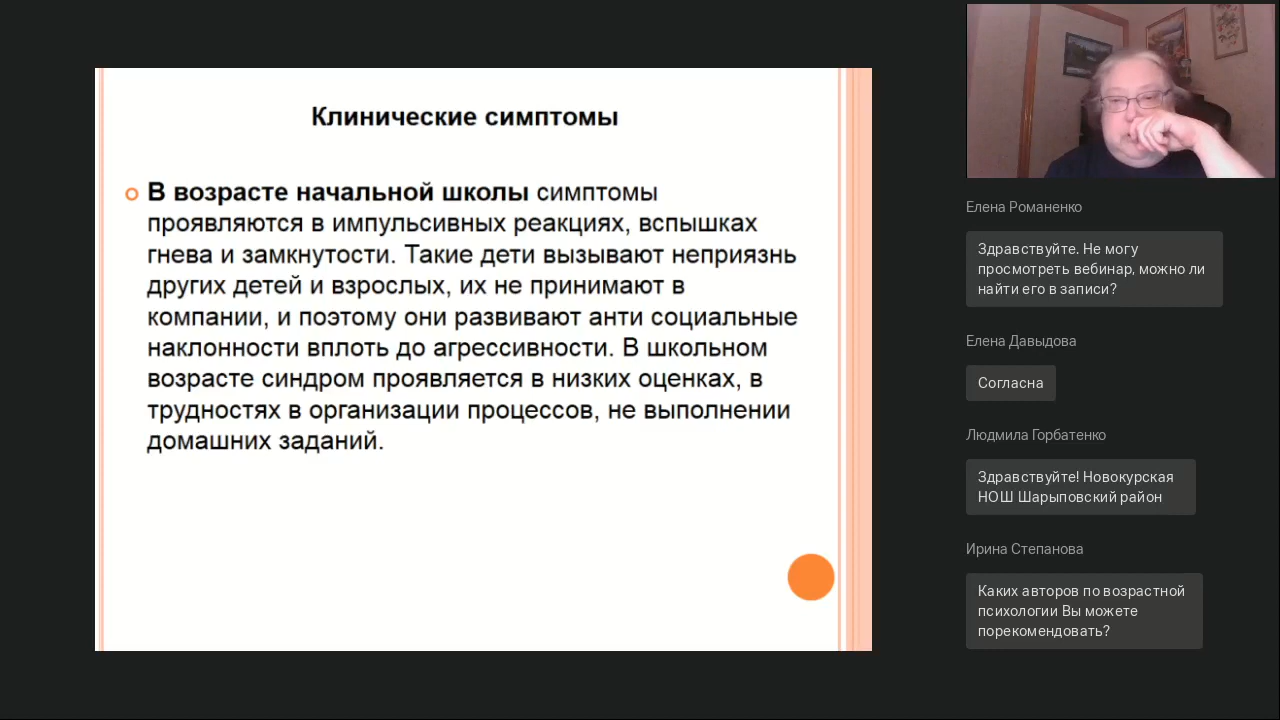 Клинические симптомы
В возрасте начальной школы симптомы
проявляются в импульсивных реакциях, вспышках
гнева и замкнутости. Такие дети вызывают неприязнь
других детей и взрослых, их не принимают в
компании, и поэтому они развивают анти социальные
наклонности вплоть до агрессивности. В школьном
возрасте синдром проявляется в низких оценках, в
трудностях в организации процессов, не выполнении
домашних заданий.
Елена Романенко
Здравствуйте. Не могу
просмотреть вебинар, можно ли
найти его в записи?
Елена Давыдова
Согласна
Людмила Горбатенко
Здравствуйте! Новокурская
НОШ Шарыповский район
Ирина Степанова
Каких авторов по возрастной
психологии Вы можете
порекомендовать?